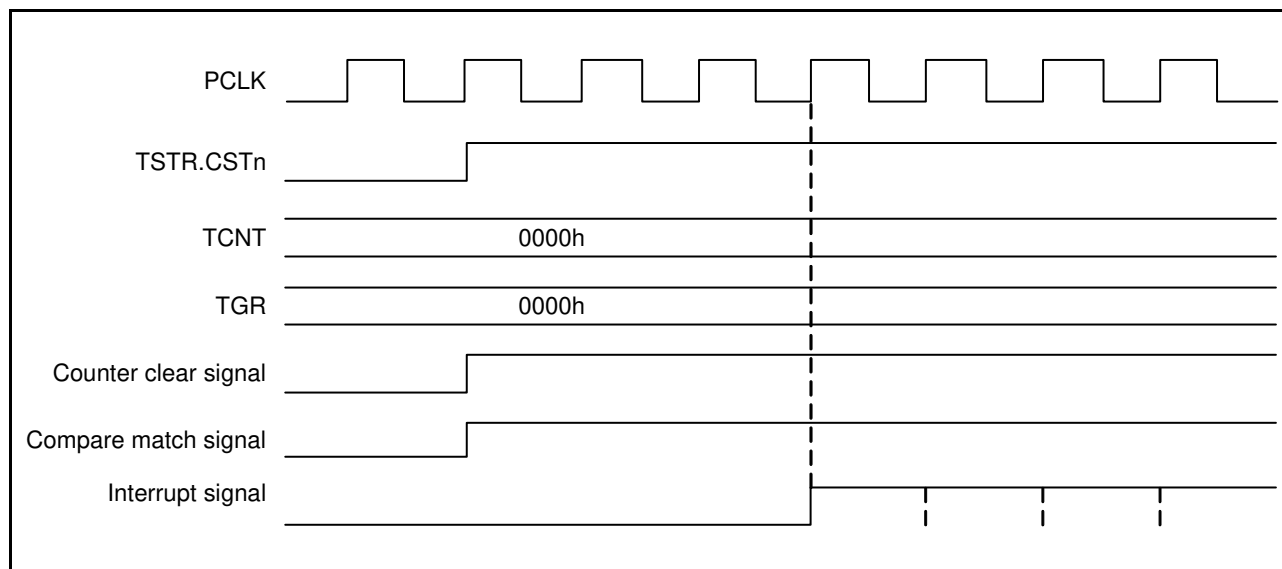 PCLK
TSTR.CSTn
TCNT 0000h
TGR 0000h
Counter clear signal
Compare match signal
Interrupt signal